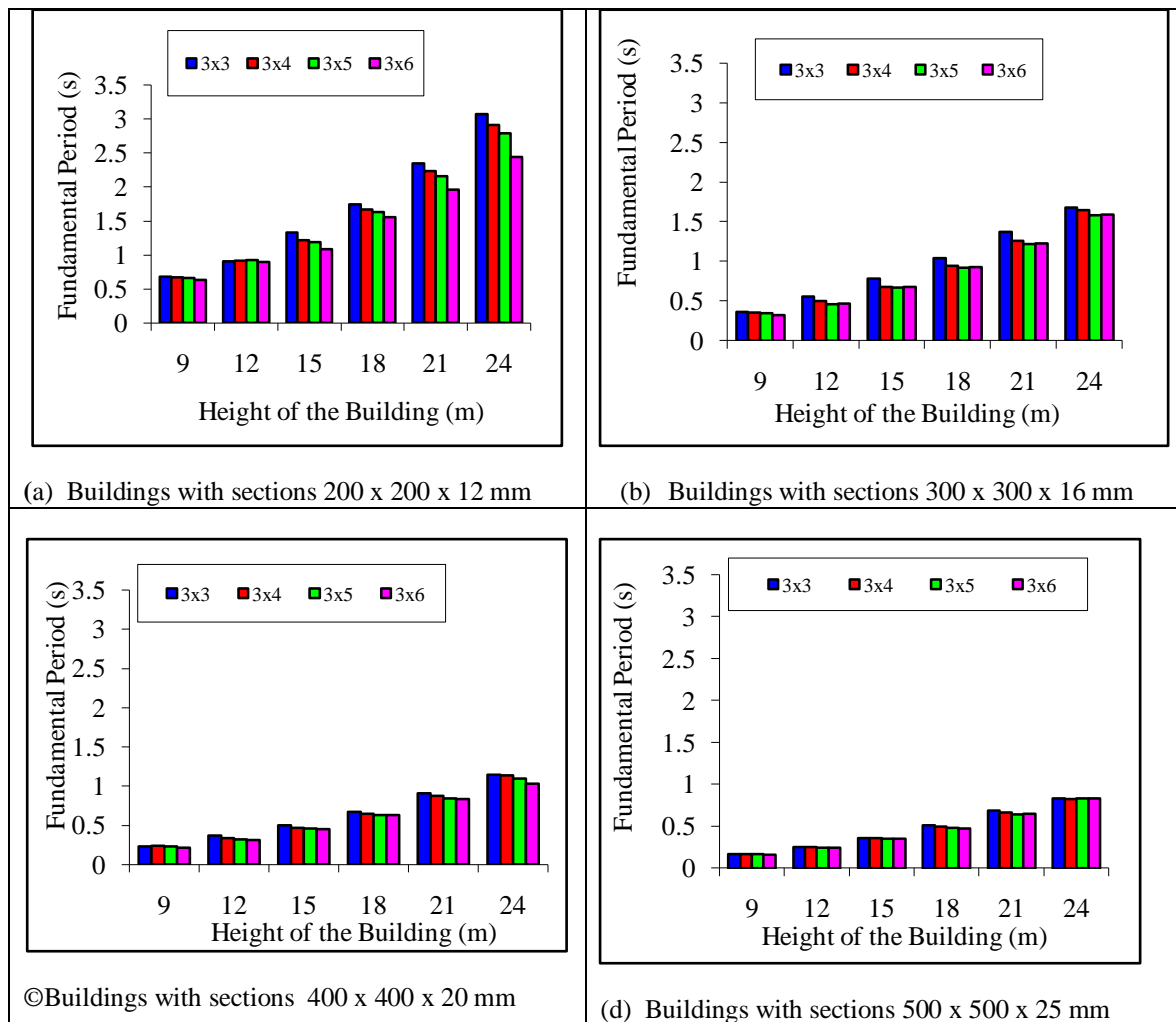 3x3 3x4 3x5 3x6
Fundamental Period (s)
3.5
3
2.5
2
1.5
1
0.5
0
9 12 15 18 21 24
Height of the Building (m)
(a) Buildings with sections 200 x 200 x 12 mm
3x3 3x4 3x5 3x6
Fundamental Period (s)
3.5
3
2.5
2
1.5
1
0.5
0
9 12 15 18 21 24
Height of the Building (m)
(b) Buildings with sections 300 x 300 x 16 mm
3x3 3x4 3x5 3x6
Fundamental Period (s)
3.5
3
2.5
2
1.5
1
0.5
0
9 12 15 18 21 24
Height of the Building (m)
©Buildings with sections 400 x 400 x 20 mm
3x3 3x4 3x5 3x6
Fundamental Period (s)
3.5
3
2.5
2
1.5
1
0.5
0
9 12 15 18 21 24
Height of the Building (m)
(d) Buildings with sections 500 x 500 x 25 mm